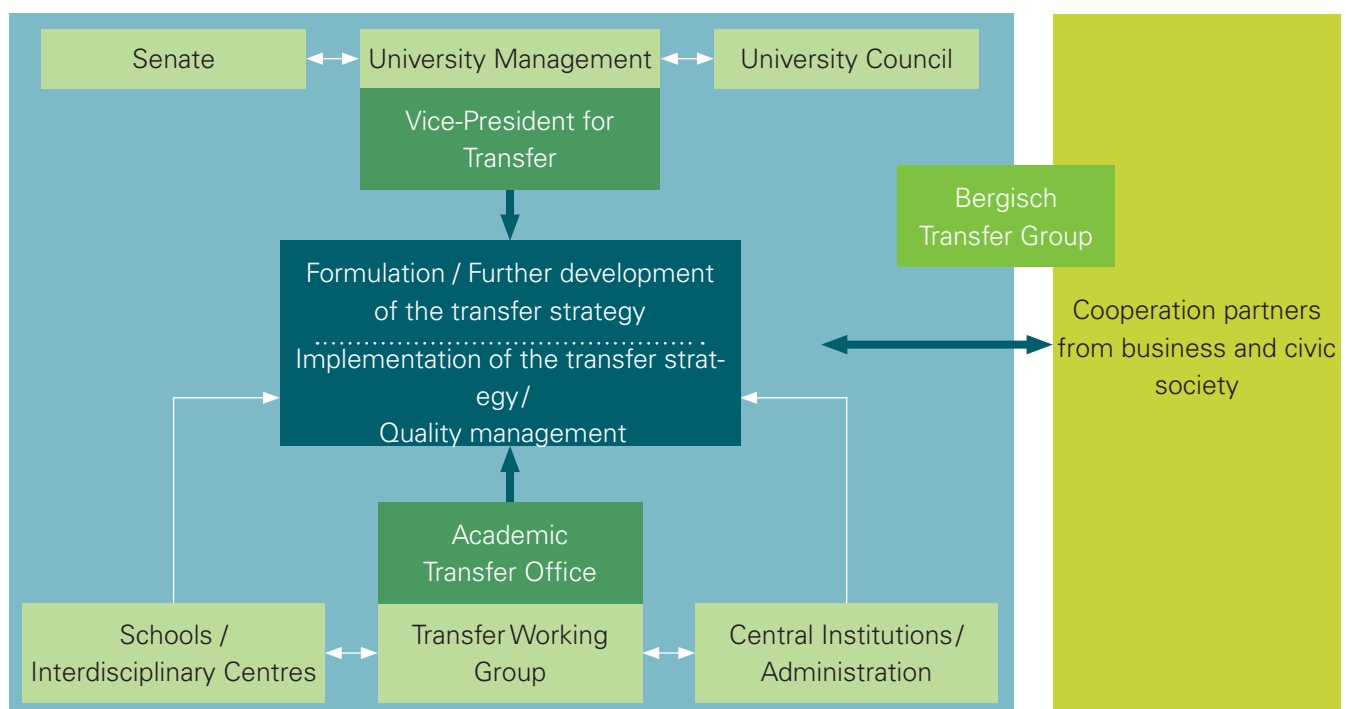 Senate
University Management
University Council
Vice-President for
Transfer
Bergisch
Transfer Group
Formulation / Further development
of the transfer strategy
Implementation of the transfer strat-
egy/
Quality management
Cooperation partners
from business and civic
society
Academic
Transfer Office
Schools /
Interdisciplinary Centres
Transfer Working
Group
Central Institutions/
Administration